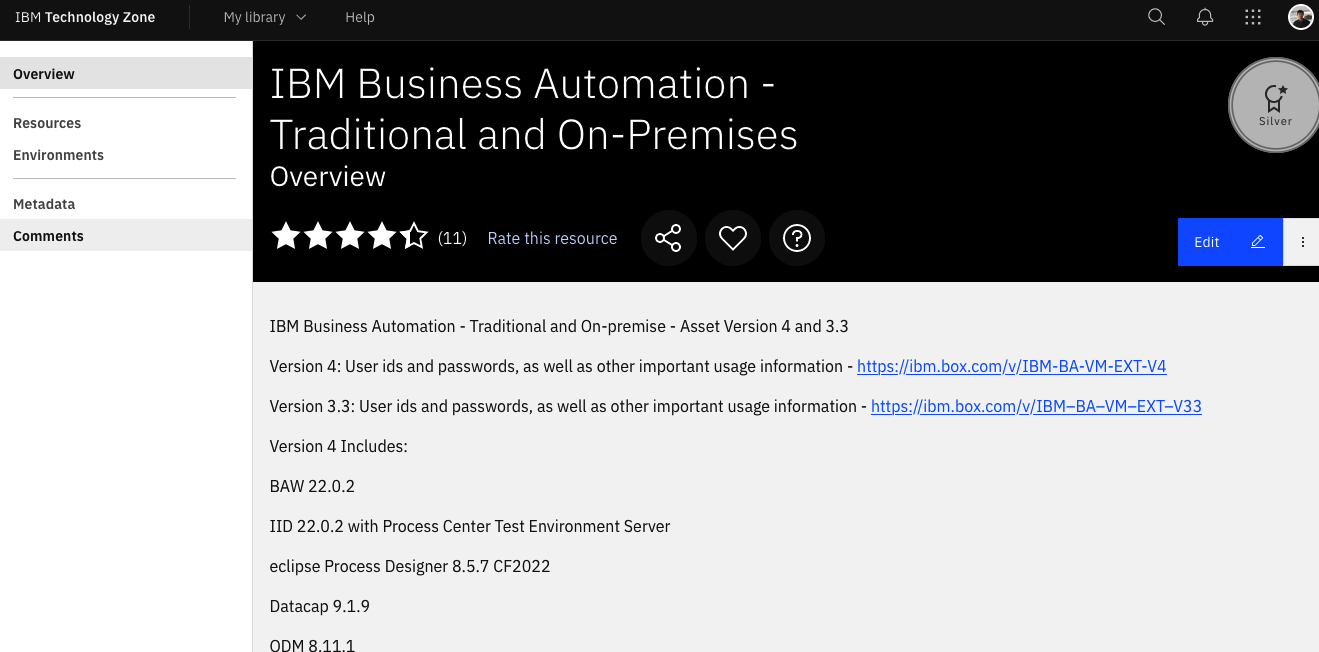 IBM Technology Zone
My library
Help
Overview
Resources
Environments
Metadata
Comments
IBM Business Automation -
Traditional and On-Premises
Overview
Silver
(11)
Rate this resource
Edit
IBM Business Automation - Traditional and On-premise - Asset Version 4 and 3.3
Version 4: User ids and passwords, as well as other important usage information - https://ibm.box.com/v/IBM-BA-VM-EXT-V4
Version 3.3: User ids and passwords, as well as other important usage information - https://ibm.box.com/v/IBM–BA–VM–EXT–V33
Version 4 Includes:
BAW 22.0.2
IID 22.0.2 with Process Center Test Environment Server
eclipse Process Designer 8.5.7 CF2022
Datacap 9.1.9
ODM 8.11.1